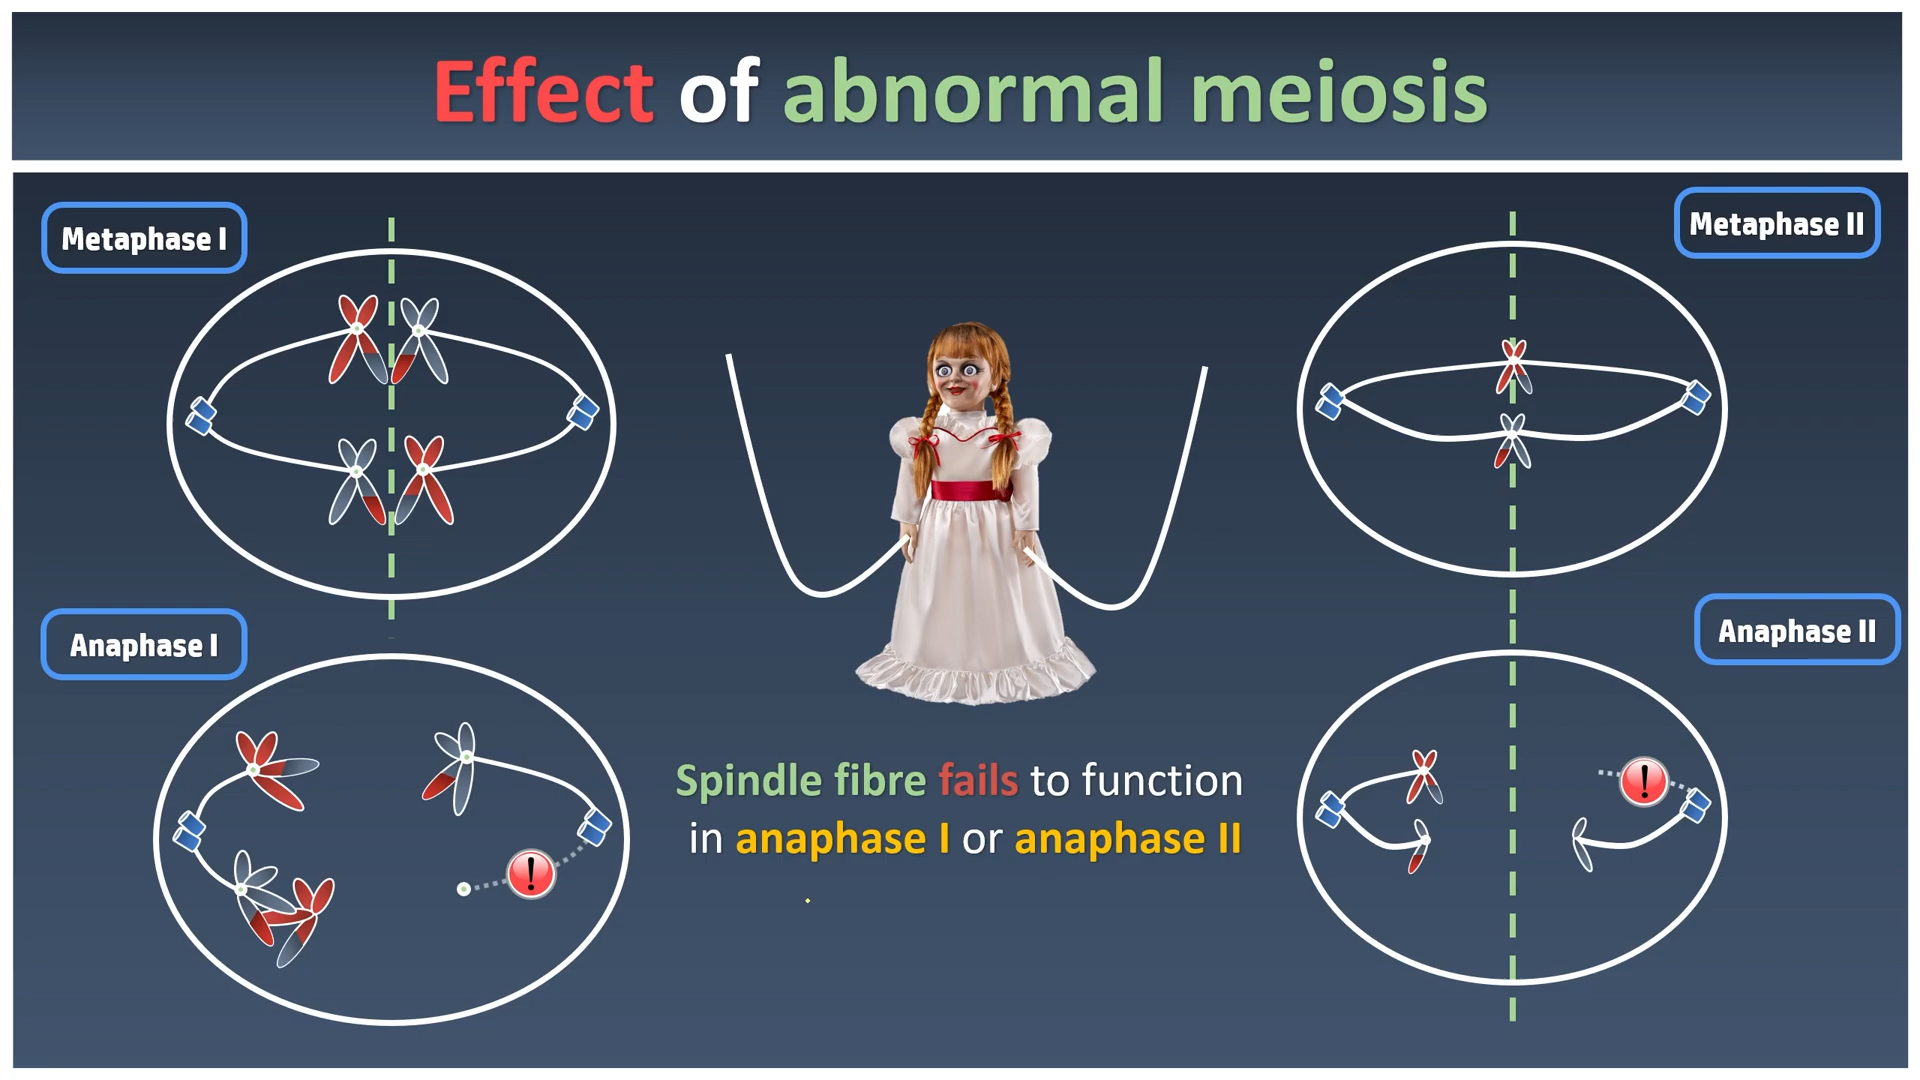 Effect of abnormal meiosis
Metaphase I
Metaphase II
Anaphase I
Anaphase II
Spindle fibre fails to function
in anaphase I or anaphase II
!
!